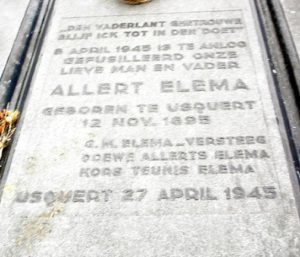 „DEN VADERLANT GHETROUWE
BLIJF ICK TOT IN DEN DOET"
8 APRIL 1945 IS TE ANLOO
GEFUSILLEERD ONZE
LIEVE MAN EN VADER
ALLERT ELEMA
GEBOREN TE USQUERT
12 NOV. 1895
G. M. ELEMA - VERSTEEG
DOEWE ALLERTS ELEMA
KORS TEUNIS ELEMA
USQUERT 27 APRIL 1945